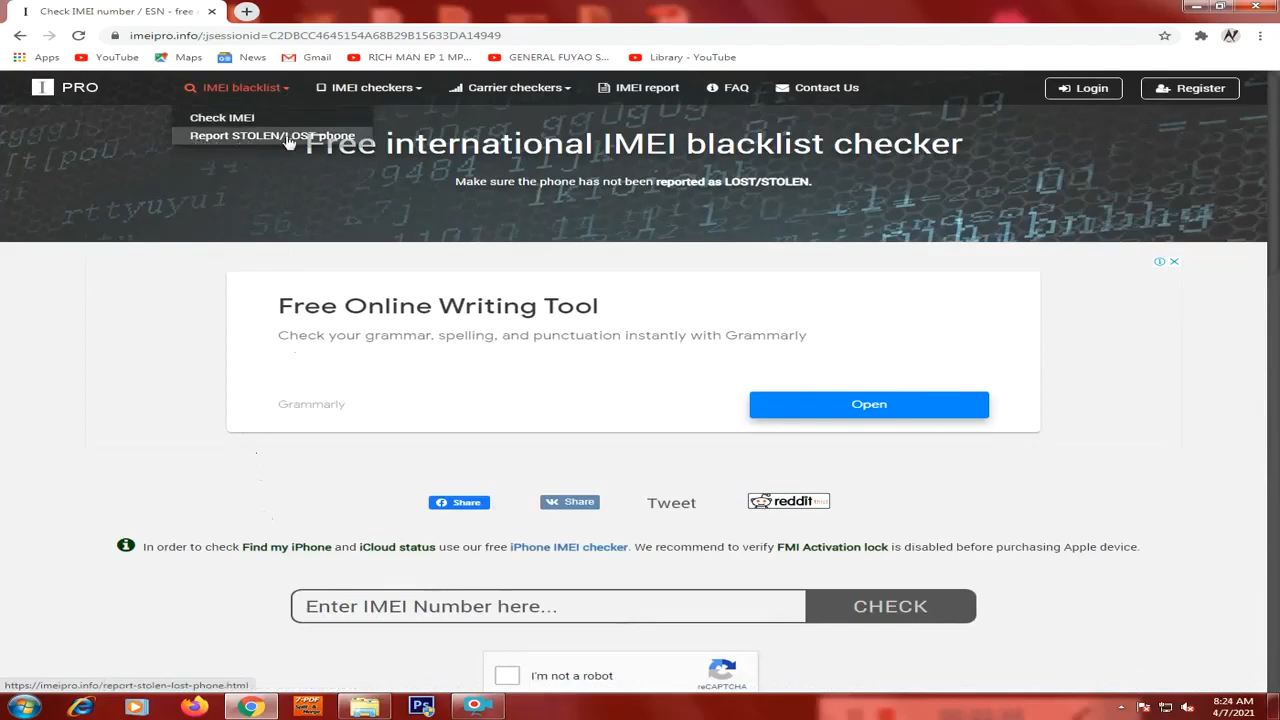 Check IMEI number / ESN - free
imeipro.info/;jsessionid=C2DBCC4645154A68B29B15633DA14949
Apps YouTube Maps News Gmail RICH MAN EP 1 MP... GENERAL FUYAO S... Library - YouTube
I PRO IMEI blacklist IMEI checkers Carrier checkers IMEI report FAQ Contact Us Login Register
Check IMEI
Report STOLEN/LOST phone
Free international IMEI blacklist checker
Make sure the phone has not been reported as LOST/STOLEN.
Free Online Writing Tool
Check your grammar, spelling, and punctuation instantly with Grammarly
Grammarly Open
Share Share Tweet reddit this!
In order to check Find my iPhone and iCloud status use our free iPhone IMEI checker. We recommend to verify FMI Activation lock is disabled before purchasing Apple device.
Enter IMEI Number here... CHECK
I'm not a robot
reCAPTCHA
https://imeipro.info/report-stolen-lost-phone.html
8:24 AM
4/7/2021